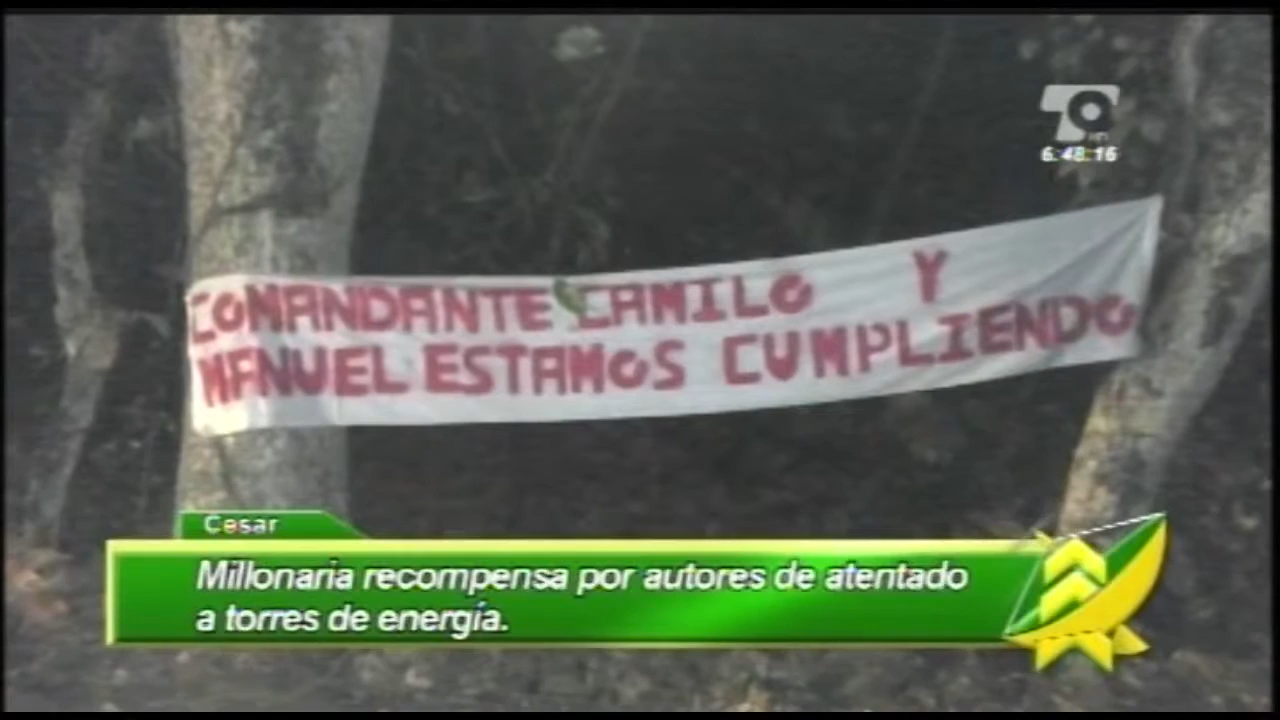 6:48:16
COMANDANTE CAMILO Y
MANUEL ESTAMOS CUMPLIENDO
Cesar
Millonaria recompensa por autores de atentado
a torres de energía.